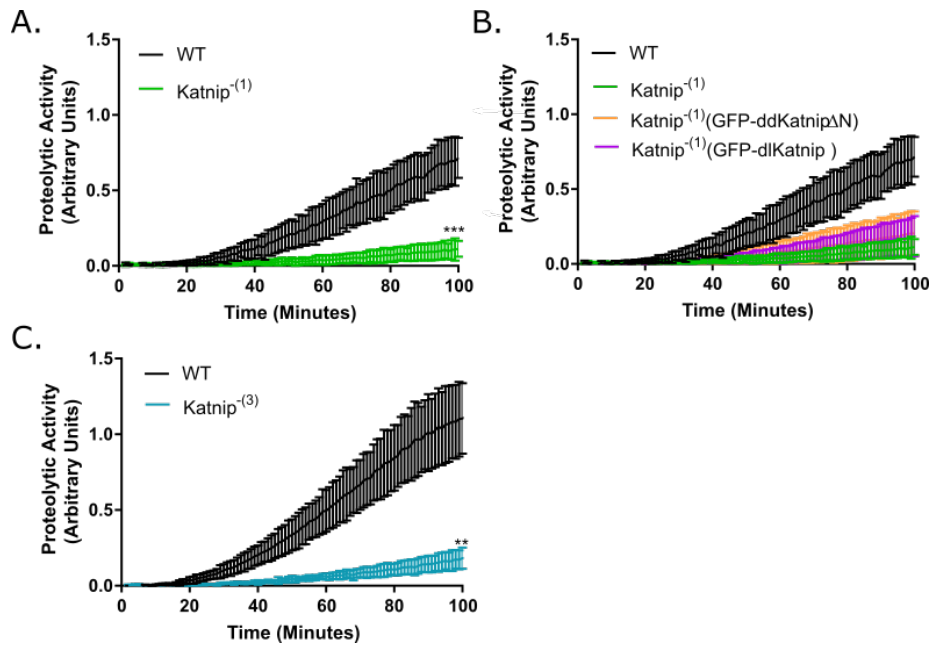 A.
1.5
1.0
0.5
0.0
0 20 40 60 80 100
Proteolytic Activity
(Arbitrary Units)
Time (Minutes)
WT
Katnip-(1)
***
B.
1.5
1.0
0.5
0.0
0 20 40 60 80 100
Proteolytic Activity
(Arbitrary Units)
Time (Minutes)
WT
Katnip-(1)
Katnip-(1)(GFP-ddKatnipΔN)
Katnip-(1)(GFP-dlKatnip )
C.
1.5
1.0
0.5
0.0
0 20 40 60 80 100
Proteolytic Activity
(Arbitrary Units)
Time (Minutes)
WT
Katnip-(3)
**